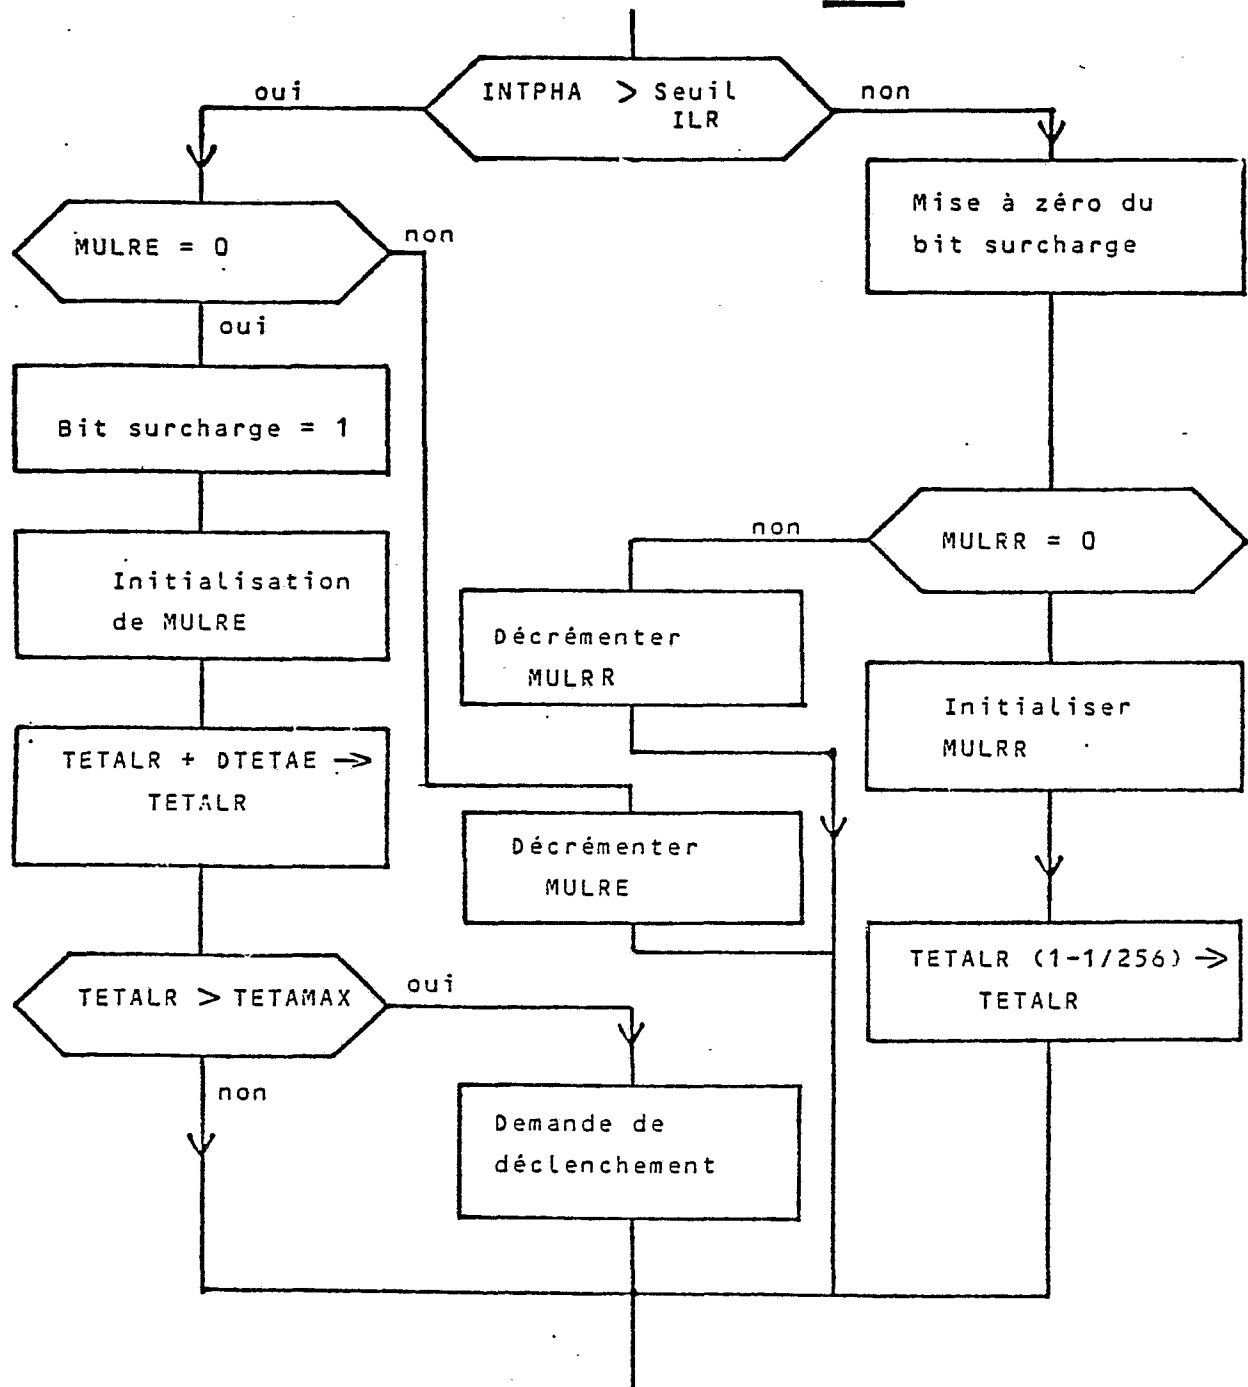 INTPHA > Seuil
ILR
oui
non
Mise à zéro du
bit surcharge
MULRE = 0
non
oui
Bit surcharge = 1
Initialisation
de MULRE
TETALR + DTETAE →
TETALR
TETALR > TETAMAX
oui
non
MULRR = 0
non
Décrémenter
MULRR
Décrémenter
MULRE
Initialiser
MULRR
TETALR (1-1/256) →
TETALR
Demande de
déclenchement